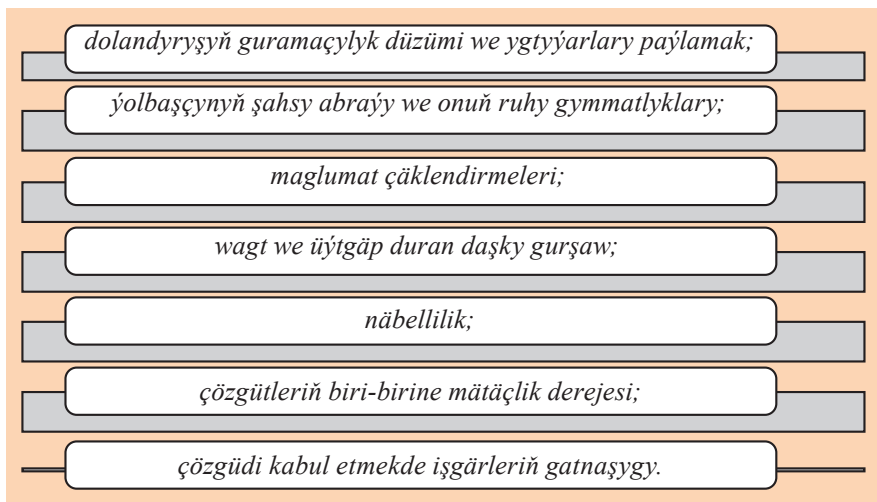 dolandyryşyň guramaçylyk düzümi we ygtyýarlary paýlamak;
ýolbaşçynyň şahsy abraýy we onuň ruhy gymmatlyklary;
maglumat çäklendirmeleri;
wagt we üýtgäp duran daşky gurşaw;
näbellilik;
çözgütleriň biri-birine mätäçlik derejesi;
çözgüdi kabul etmekde işgärleriň gatnaşygy.